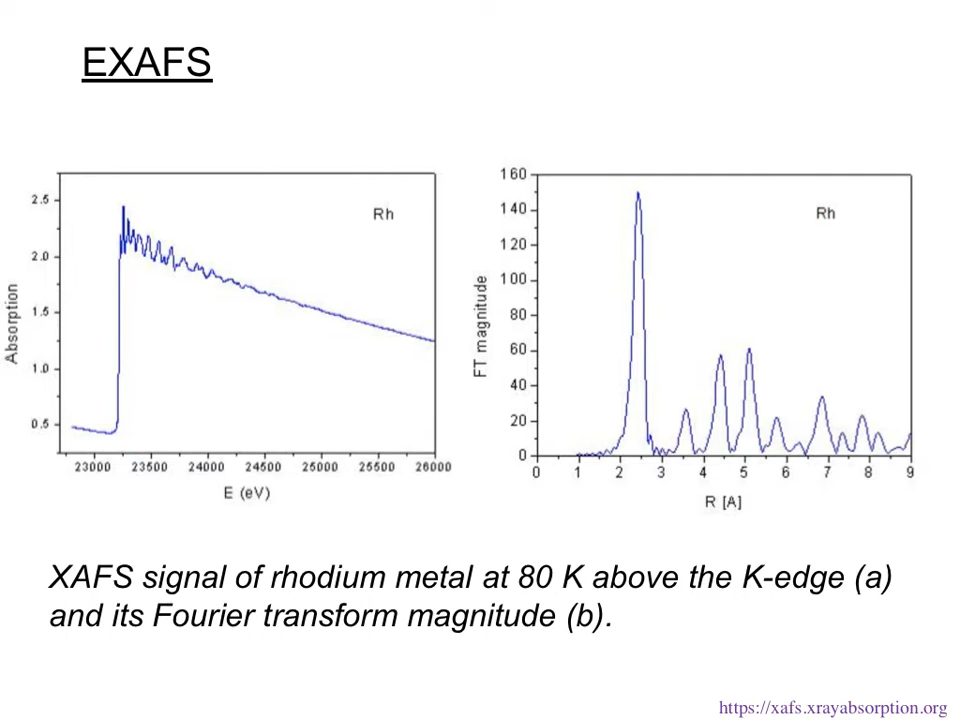 EXAFS
2.5
2.0
1.5
1.0
0.5
Absorption
Rh
23000 23500 24000 24500 25000 25500 26000
E (eV)
160
140
120
100
80
60
40
20
0
FT magnitude
Rh
0 1 2 3 4 5 6 7 8 9
R [A]
XAFS signal of rhodium metal at 80 K above the K-edge (a)
and its Fourier transform magnitude (b).
https://xafs.xrayabsorption.org